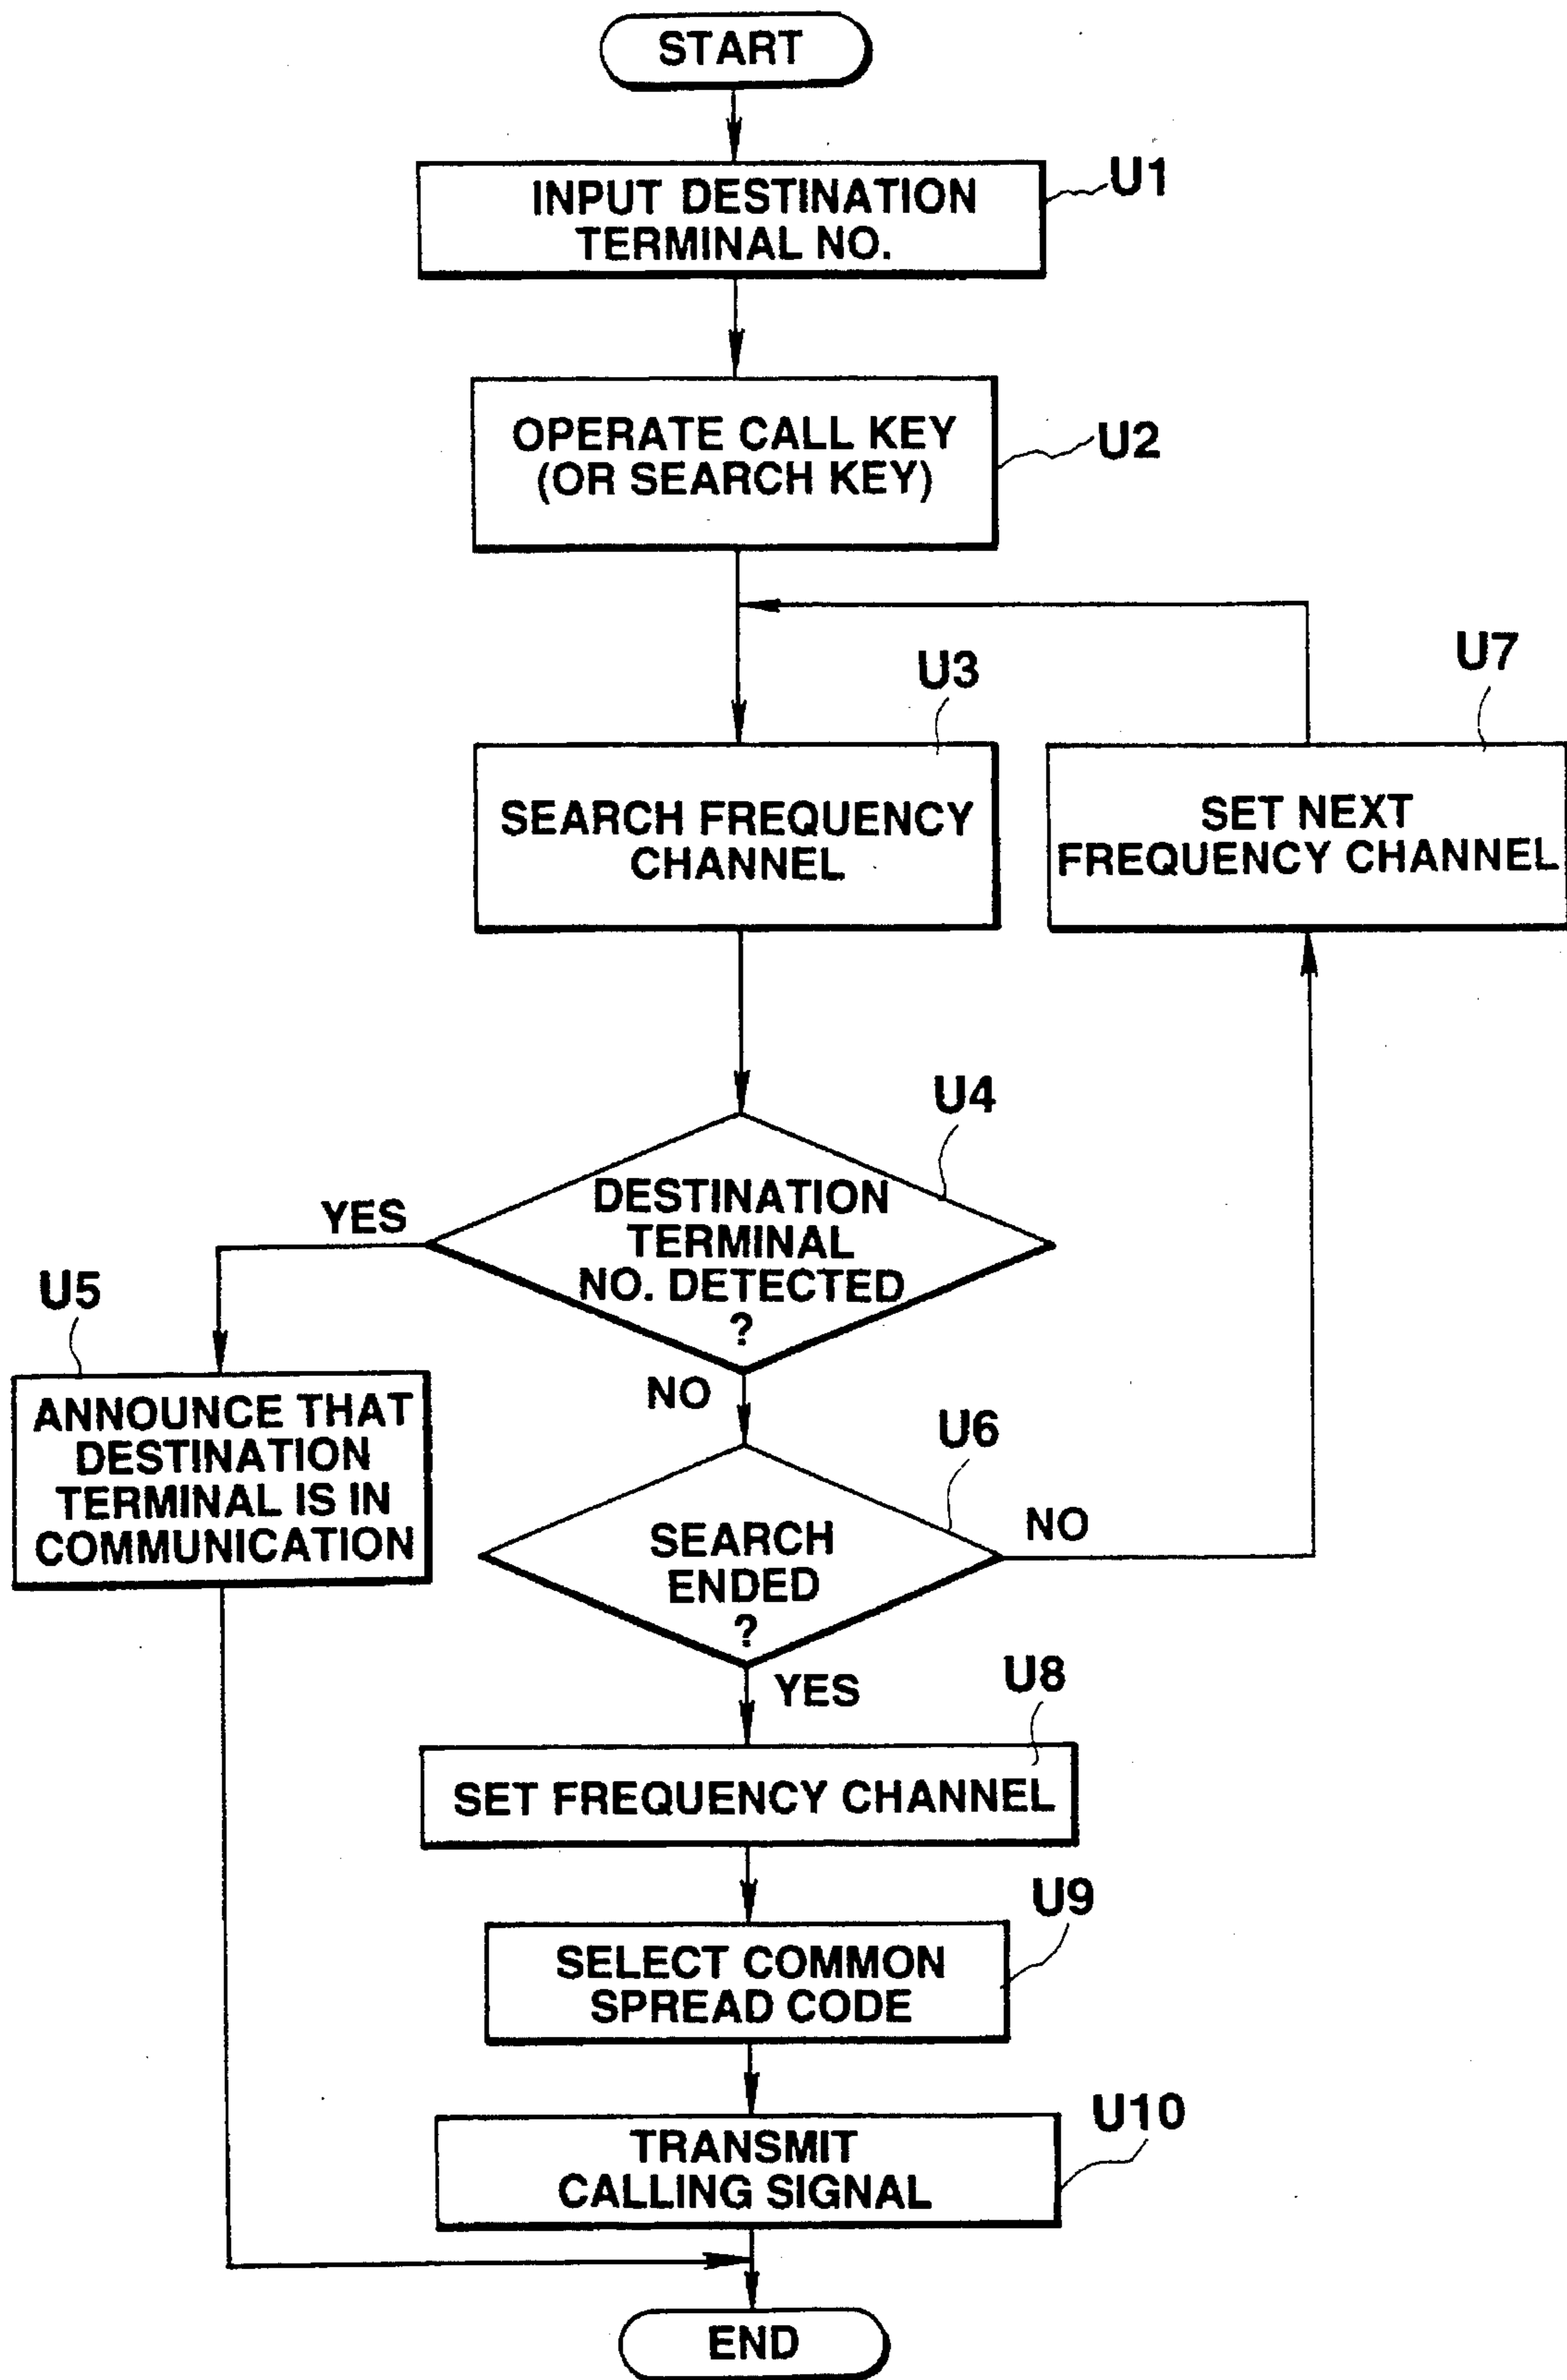 START
INPUT DESTINATION
TERMINAL NO.
U1
OPERATE CALL KEY
(OR SEARCH KEY)
U2
U3
SEARCH FREQUENCY
CHANNEL
U7
SET NEXT
FREQUENCY CHANNEL
U4
DESTINATION
TERMINAL
NO. DETECTED
?
YES
NO
U5
ANNOUNCE THAT
DESTINATION
TERMINAL IS IN
COMMUNICATION
U6
SEARCH
ENDED
?
NO
YES
U8
SET FREQUENCY CHANNEL
U9
SELECT COMMON
SPREAD CODE
U10
TRANSMIT
CALLING SIGNAL
END